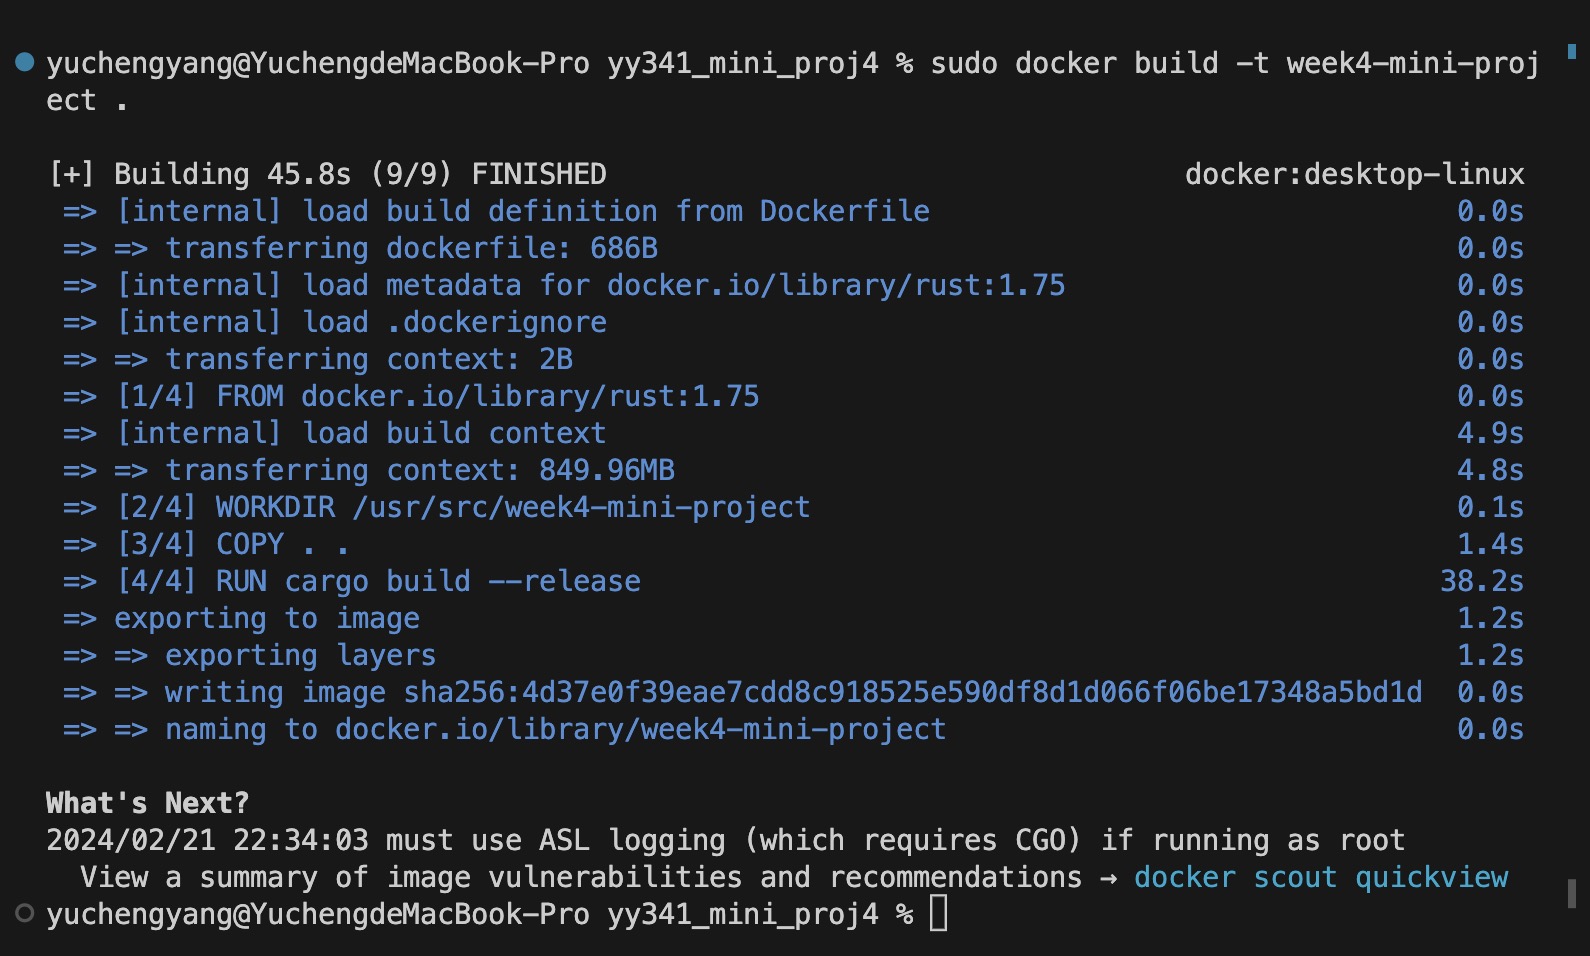 yuchengyang@YuchengdeMacBook-Pro yy341_mini_proj4 % sudo docker build -t week4-mini-proj
ect .
[+] Building 45.8s (9/9) FINISHED docker:desktop-linux
=> [internal] load build definition from Dockerfile 0.0s
=> => transferring dockerfile: 686B 0.0s
=> [internal] load metadata for docker.io/library/rust:1.75 0.0s
=> [internal] load .dockerignore 0.0s
=> => transferring context: 2B 0.0s
=> [1/4] FROM docker.io/library/rust:1.75 0.0s
=> [internal] load build context 4.9s
=> => transferring context: 849.96MB 4.8s
=> [2/4] WORKDIR /usr/src/week4-mini-project 0.1s
=> [3/4] COPY . . 1.4s
=> [4/4] RUN cargo build --release 38.2s
=> exporting to image 1.2s
=> => exporting layers 1.2s
=> => writing image sha256:4d37e0f39eae7cdd8c918525e590df8d1d066f06be17348a5bd1d 0.0s
=> => naming to docker.io/library/week4-mini-project 0.0s
What's Next?
2024/02/21 22:34:03 must use ASL logging (which requires CGO) if running as root
View a summary of image vulnerabilities and recommendations → docker scout quickview
yuchengyang@YuchengdeMacBook-Pro yy341_mini_proj4 %